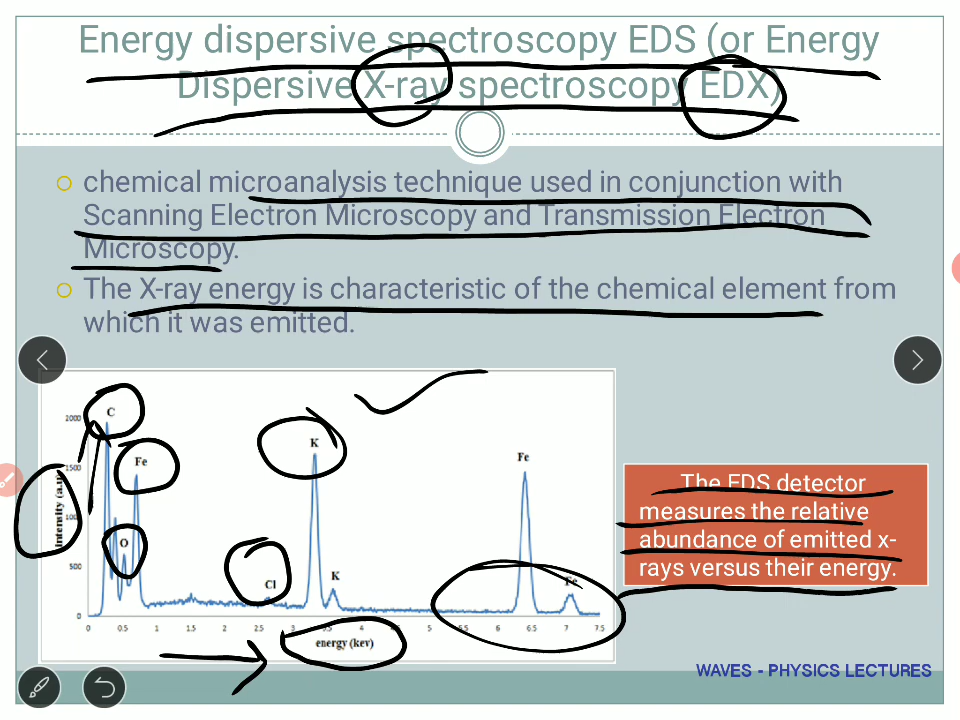 Energy dispersive spectroscopy EDS (or Energy
Dispersive X-ray spectroscopy EDX)
chemical microanalysis technique used in conjunction with
Scanning Electron Microscopy and Transmission Electron
Microscopy.
The X-ray energy is characteristic of the chemical element from
which it was emitted.
2000
1500
1000
500
0
Intensity (a.u)
C
Fe
O
Cl
K
K
Fe
Fe
0 0.5 1 1.5 2 2.5 3 3.5 4 4.5 5 5.5 6 6.5 7 7.5
energy (kev)
The EDS detector
measures the relative
abundance of emitted x-
rays versus their energy.
WAVES - PHYSICS LECTURES